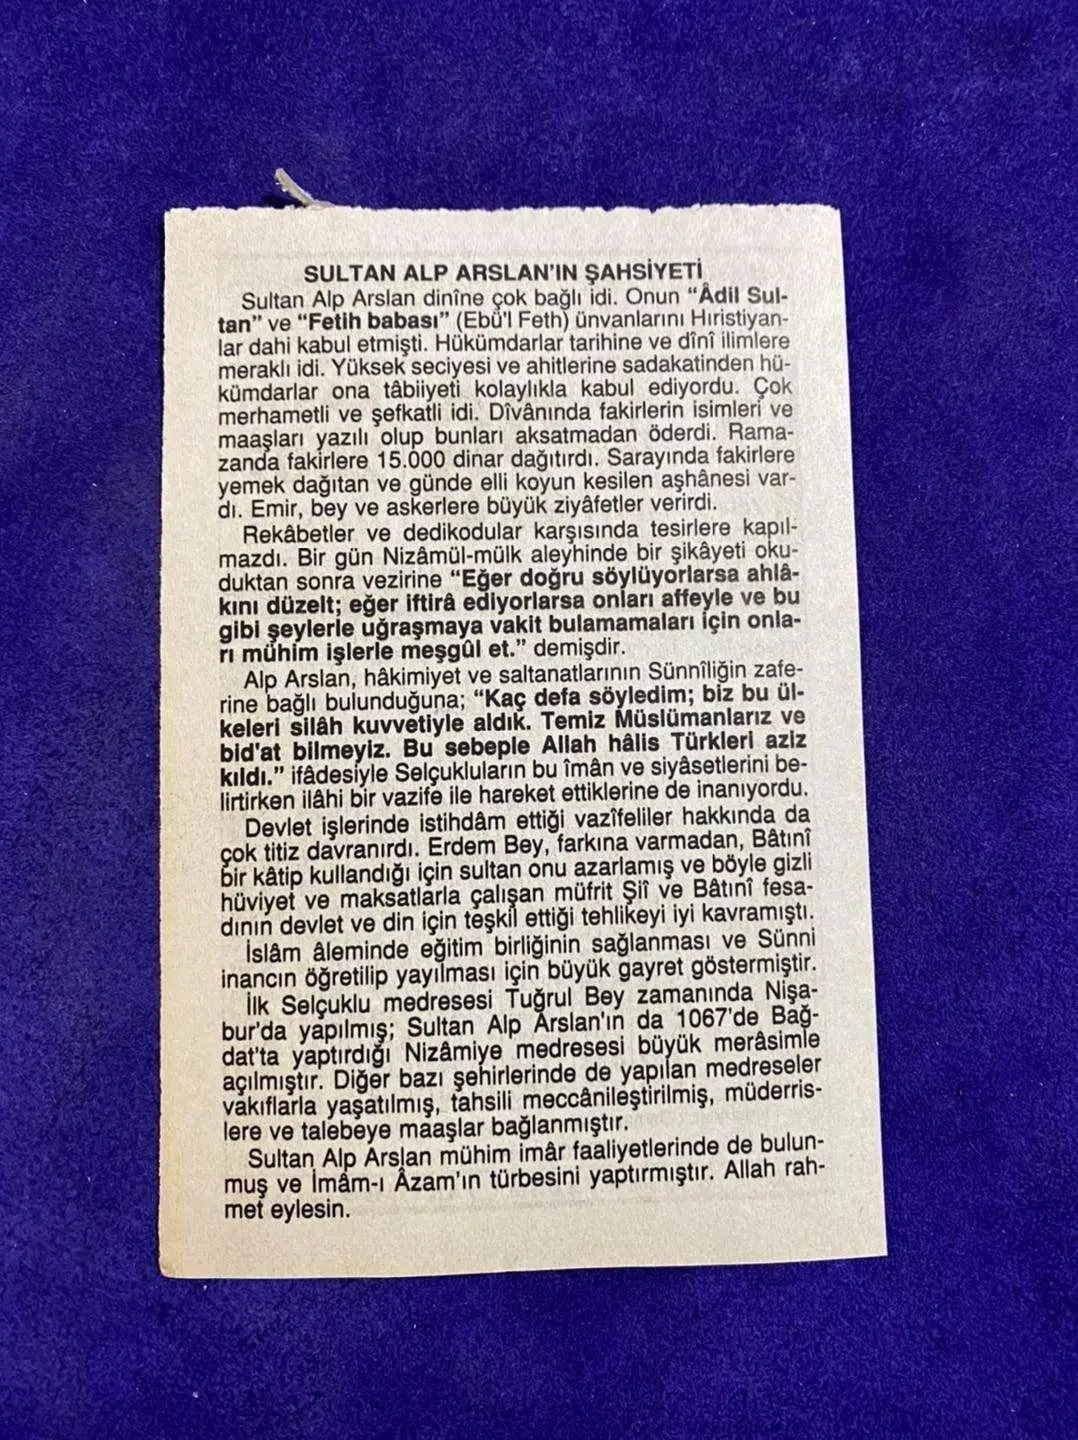 SULTAN ALP ARSLAN'IN ŞAHSİYETİ
Sultan Alp Arslan dinîne çok bağlı idi. Onun “Âdil Sul-
tan” ve “Fetih babası” (Ebü'l Feth) ünvanlarını Hıristiyan-
lar dahi kabul etmişti. Hükümdarlar tarihine ve dînî ilimlere
meraklı idi. Yüksek seciyesi ve ahitlerine sadakatinden hü-
kümdarlar ona tâbiiyeti kolaylıkla kabul ediyordu. Çok
merhametli ve şefkatli idi. Dîvânında fakirlerin isimleri ve
maaşları yazılı olup bunları aksatmadan öderdi. Rama-
zanda fakirlere 15.000 dinar dağıtırdı. Sarayında fakirlere
yemek dağıtan ve günde elli koyun kesilen aşhânesi var-
dı. Emir, bey ve askerlere büyük ziyâfetler verirdi.
Rekâbetler ve dedikodular karşısında tesirlere kapıl-
mazdı. Bir gün Nizâmül-mülk aleyhinde bir şikâyeti oku-
duktan sonra vezirine “Eğer doğru söylüyorlarsa ahlâ-
kını düzelt; eğer iftirâ ediyorlarsa onları affeyle ve bu
gibi şeylerle uğraşmaya vakit bulamamaları için onla-
rı mühim işlerle meşgûl et.” demişdir.
Alp Arslan, hâkimiyet ve saltanatlarının Sünnîliğin zafe-
rine bağlı bulunduğuna; “Kaç defa söyledim; biz bu ül-
keleri silâh kuvvetiyle aldık. Temiz Müslümanlarız ve
bid'at bilmeyiz. Bu sebeple Allah hâlis Türkleri aziz
kıldı.” ifâdesiyle Selçukluların bu îmân ve siyâsetlerini be-
lirtirken ilâhi bir vazife ile hareket ettiklerine de inanıyordu.
Devlet işlerinde istihdâm ettiği vazîfeliler hakkında da
çok titiz davranırdı. Erdem Bey, farkına varmadan, Bâtınî
bir kâtip kullandığı için sultan onu azarlamış ve böyle gizli
hüviyet ve maksatlarla çalışan müfrit Şiî ve Bâtınî fesa-
dının devlet ve din için teşkil ettiği tehlikeyi iyi kavramıştı.
İslâm âleminde eğitim birliğinin sağlanması ve Sünni
inancın öğretilip yayılması için büyük gayret göstermiştir.
İlk Selçuklu medresesi Tuğrul Bey zamanında Nişa-
bur'da yapılmış; Sultan Alp Arslan'ın da 1067'de Bağ-
dat'ta yaptırdığı Nizâmiye medresesi büyük merâsimle
açılmıştır. Diğer bazı şehirlerinde de yapılan medreseler
vakıflarla yaşatılmış, tahsili meccânileştirilmiş, müderris-
lere ve talebeye maaşlar bağlanmıştır.
Sultan Alp Arslan mühim imâr faaliyetlerinde de bulun-
muş ve İmâm-ı Âzam'ın türbesini yaptırmıştır. Allah rah-
met eylesin.